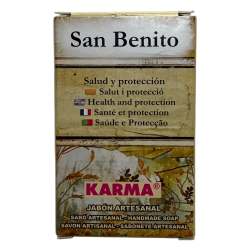 San Benito
Salud y protección
Salut i protecció
Health and protection
Santé et protection
Saúde e Protecção
KARMA®
JABÓN ARTESANAL
SABÓ ARTESANAL - HANDMADE SOAP
SAVON ARTISANAL - SABONETE ARTESANAL